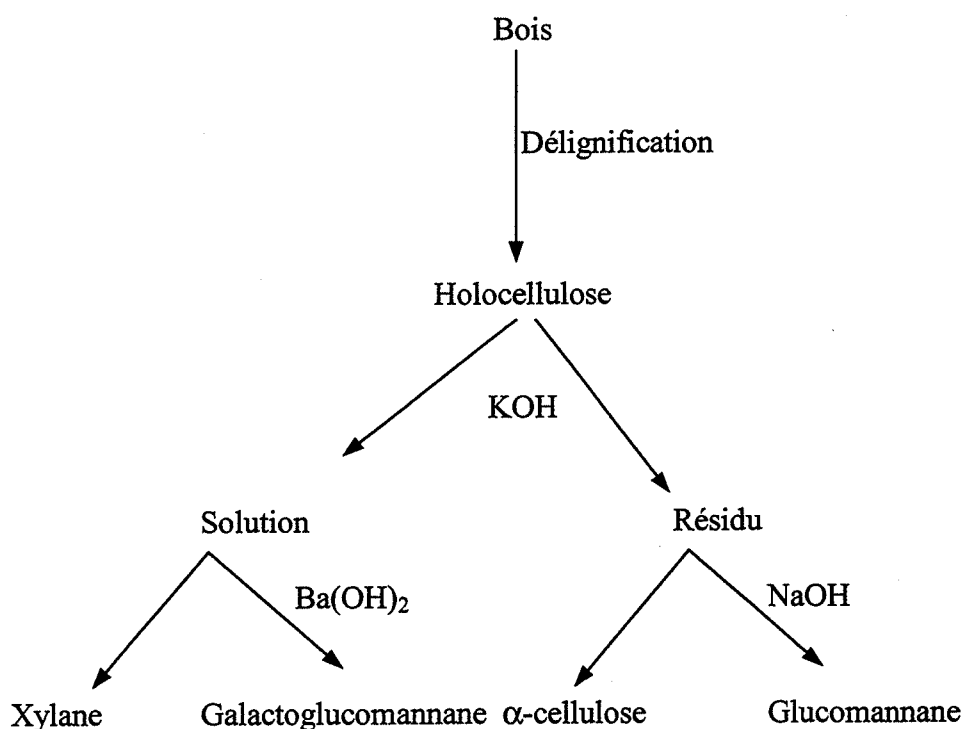 Bois
Délignification
Holocellulose
KOH
Solution
Résidu
Ba(OH)₂
NaOH
Xylane
Galactoglucomannane
α-cellulose
Glucomannane